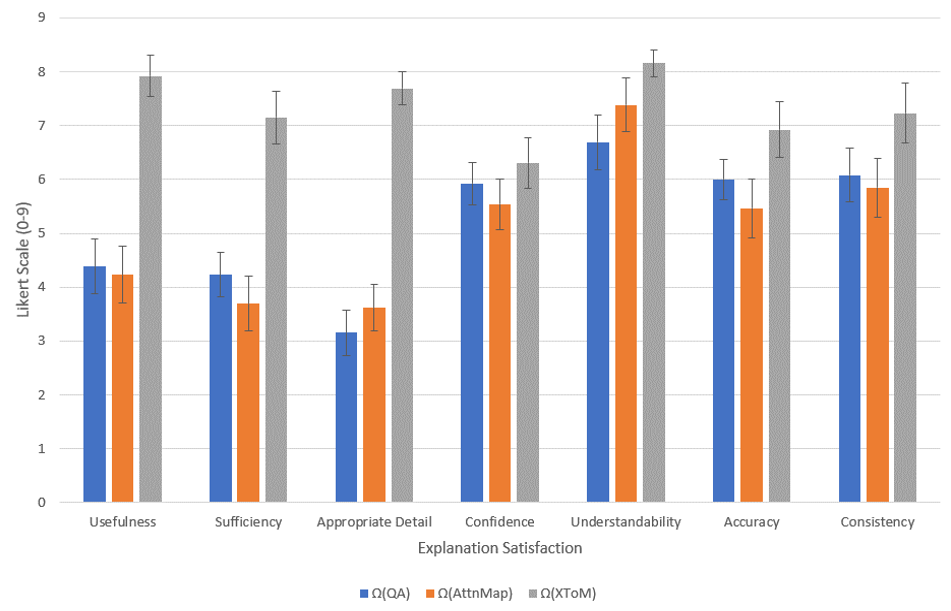 9
8
7
6
5
4
3
2
1
0
Likert Scale (0-9)
Usefulness Sufficiency Appropriate Detail Confidence Understandability Accuracy Consistency
Explanation Satisfaction
Ω(QA) Ω(AttnMap) Ω(XToM)